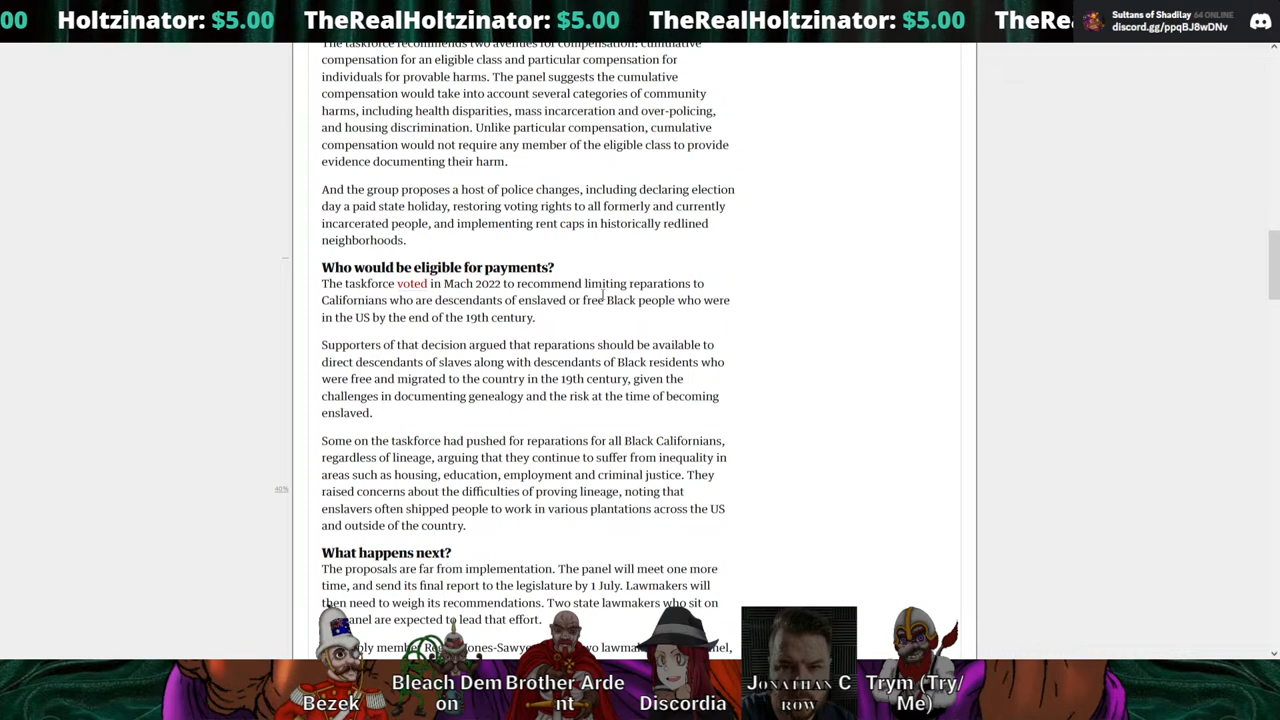 00 Holtzinator: $5.00 TheRealHoltzinator: $5.00 TheRealHoltzinator: $5.00 TheRea
Sultans of Shadilay 64 ONLINE
discord.gg/ppqBJ8wDNv
The taskforce recommends two avenues for compensation: cumulative
compensation for an eligible class and particular compensation for
individuals for provable harms. The panel suggests the cumulative
compensation would take into account several categories of community
harms, including health disparities, mass incarceration and over-policing,
and housing discrimination. Unlike particular compensation, cumulative
compensation would not require any member of the eligible class to provide
evidence documenting their harm.
And the group proposes a host of police changes, including declaring election
day a paid state holiday, restoring voting rights to all formerly and currently
incarcerated people, and implementing rent caps in historically redlined
neighborhoods.
Who would be eligible for payments?
The taskforce voted in Mach 2022 to recommend limiting reparations to
Californians who are descendants of enslaved or free Black people who were
in the US by the end of the 19th century.
Supporters of that decision argued that reparations should be available to
direct descendants of slaves along with descendants of Black residents who
were free and migrated to the country in the 19th century, given the
challenges in documenting genealogy and the risk at the time of becoming
enslaved.
Some on the taskforce had pushed for reparations for all Black Californians,
regardless of lineage, arguing that they continue to suffer from inequality in
areas such as housing, education, employment and criminal justice. They
raised concerns about the difficulties of proving lineage, noting that
40%
enslavers often shipped people to work in various plantations across the US
and outside of the country.
What happens next?
The proposals are far from implementation. The panel will meet one more
time, and send its final report to the legislature by 1 July. Lawmakers will
then need to weigh its recommendations. Two state lawmakers who sit on
panel are expected to lead that effort.
Bezek
Bleach Dem
on
Brother Arde
nt
Discordia
Jonathan C
row
Trym (Try/
Me)